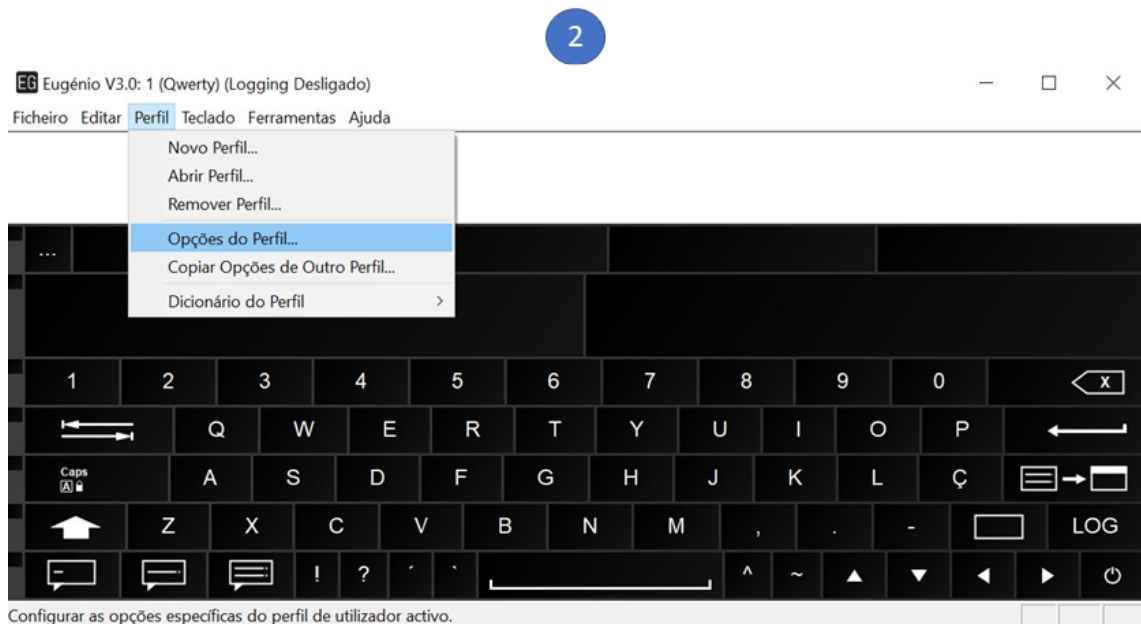 2
EG Eugénio V3.0: 1 (Qwerty) (Logging Desligado)
Ficheiro Editar Perfil Teclado Ferramentas Ajuda
Novo Perfil...
Abrir Perfil...
Remover Perfil...
Opções do Perfil...
Copiar Opções de Outro Perfil...
Dicionário do Perfil
...
1 2 3 4 5 6 7 8 9 0 X
Q W E R T Y U I O P
Caps A A S D F G H J K L Ç
Z X C V B N M , . - LOG
! ? ´ ` ^ ~
Configurar as opções específicas do perfil de utilizador activo.